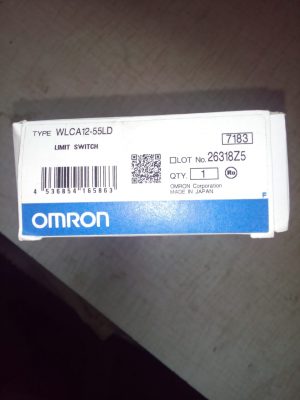 TYPE WLCA12-55LD
LIMIT SWITCH
7183
LOT No. 26318Z5
QTY. 1
OMRON Corporation
MADE IN JAPAN
4 536854 165863
OMRON